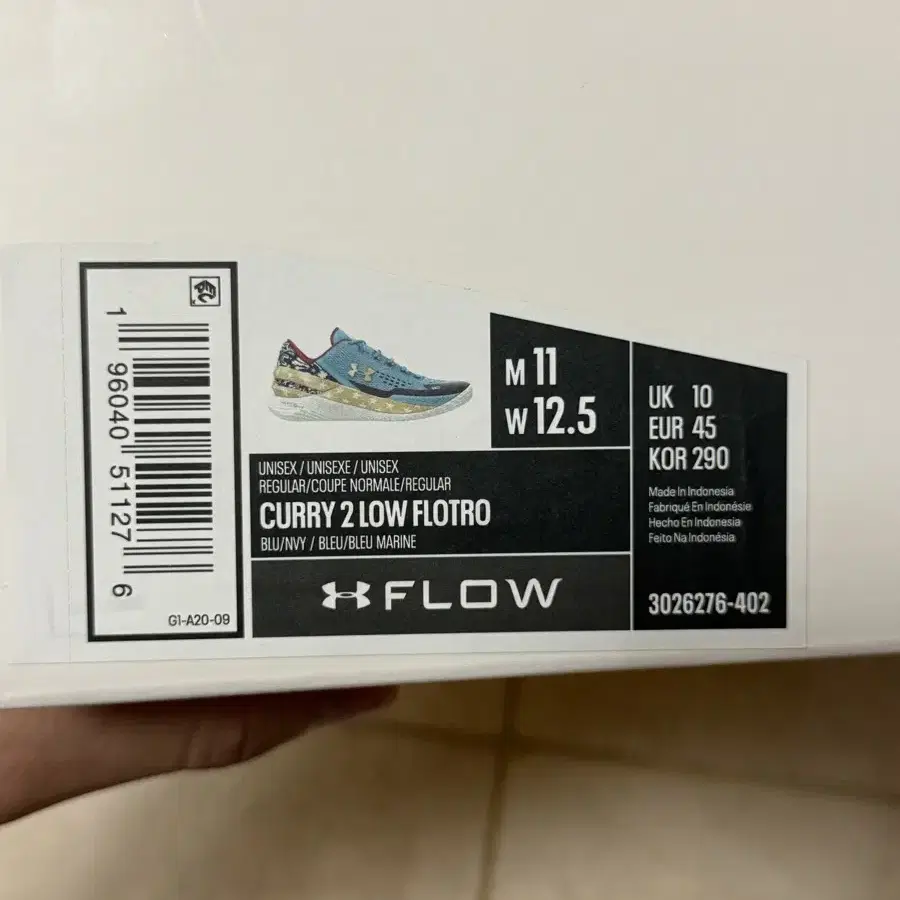 1 96040 51127 6
G1-A20-09
M 11
W 12.5
UNISEX / UNISEXE / UNISEX
REGULAR/COUPE NORMALE/REGULAR
CURRY 2 LOW FLOTRO
BLU/NVY / BLEU/BLEU MARINE
FLOW
UK 10
EUR 45
KOR 290
Made In Indonesia
Fabriqué En Indonésie
Hecho En Indonesia
Feito Na Indonésia
3026276-402